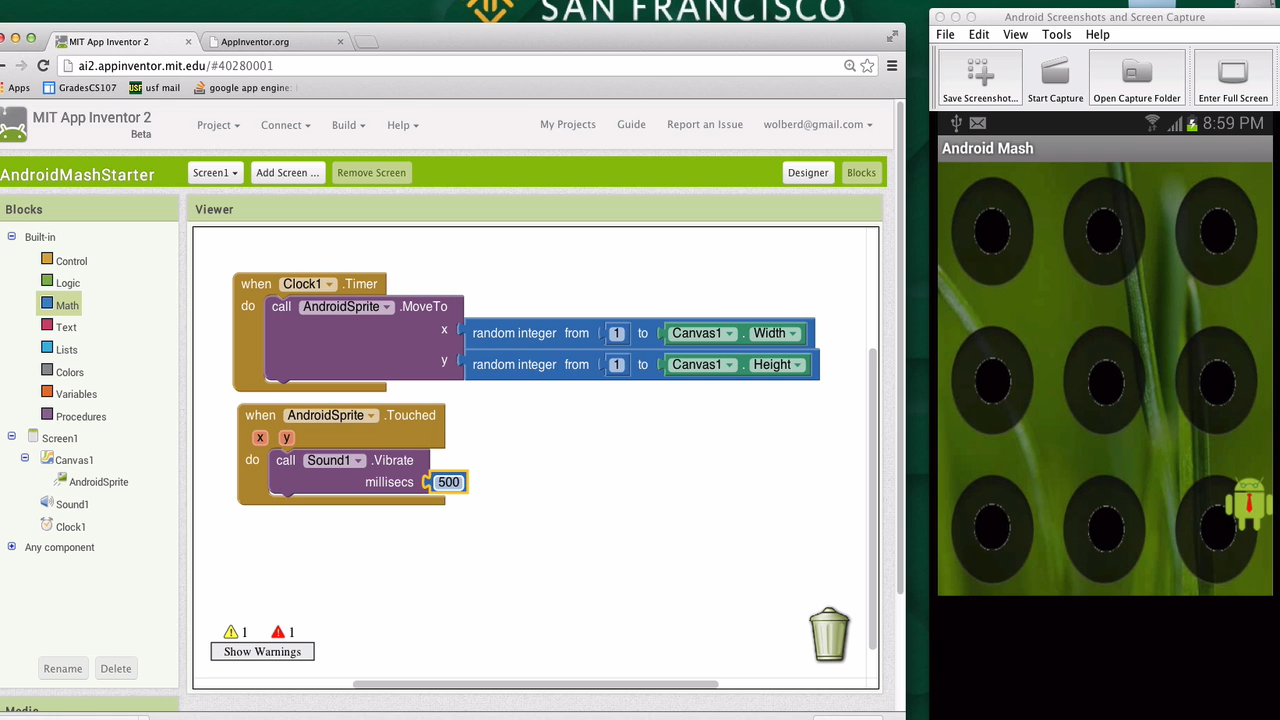 SAN FRANCISCO
MIT App Inventor 2
AppInventor.org
ai2.appinventor.mit.edu/#40280001
Apps
GradesCS107
USF
usf mail
google app engine:
MIT App Inventor 2
Beta
Project
Connect
Build
Help
My Projects
Guide
Report an Issue
wolberd@gmail.com
AndroidMashStarter
Screen1
Add Screen ...
Remove Screen
Designer
Blocks
Blocks
Built-in
Control
Logic
Math
Text
Lists
Colors
Variables
Procedures
Screen1
Canvas1
AndroidSprite
Sound1
Clock1
Any component
Rename
Delete
Media
Viewer
when Clock1 .Timer
do call AndroidSprite .MoveTo
x random integer from 1 to Canvas1 . Width
y random integer from 1 to Canvas1 . Height
when AndroidSprite .Touched
x y
do call Sound1 .Vibrate
millisecs 500
1 1
Show Warnings
Android Screenshots and Screen Capture
File Edit View Tools Help
Save Screenshot...
Start Capture
Open Capture Folder
Enter Full Screen
8:59 PM
Android Mash